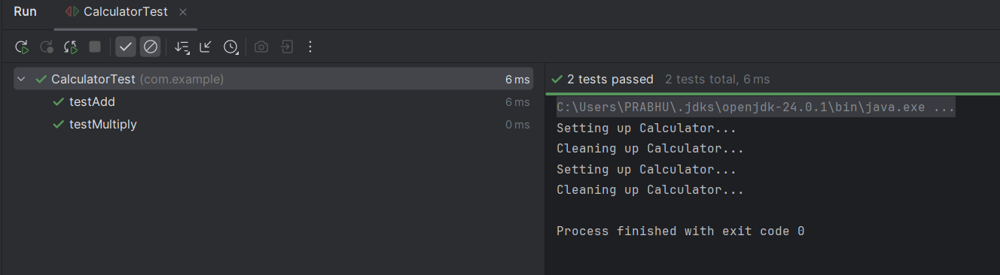 Run CalculatorTest
CalculatorTest (com.example) 6 ms
testAdd 6 ms
testMultiply 0 ms
2 tests passed 2 tests total, 6 ms
C:\Users\PRABHU\.jdks\openjdk-24.0.1\bin\java.exe ...
Setting up Calculator...
Cleaning up Calculator...
Setting up Calculator...
Cleaning up Calculator...
Process finished with exit code 0